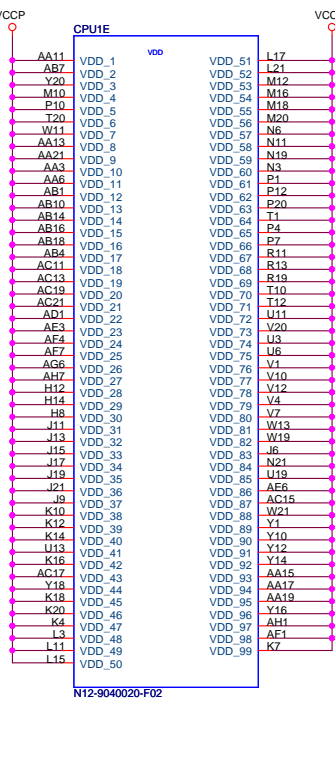 VCCP
VCC
CPU1E
VDD
AA11 VDD_1 VDD_51 L17
AB7 VDD_2 VDD_52 L21
Y20 VDD_3 VDD_53 M12
M10 VDD_4 VDD_54 M16
P10 VDD_5 VDD_55 M18
T20 VDD_6 VDD_56 M20
W11 VDD_7 VDD_57 N6
AA13 VDD_8 VDD_58 N11
AA21 VDD_9 VDD_59 N19
AA3 VDD_10 VDD_60 N3
AA6 VDD_11 VDD_61 P1
AB1 VDD_12 VDD_62 P12
AB10 VDD_13 VDD_63 P20
AB14 VDD_14 VDD_64 T1
AB16 VDD_15 VDD_65 P4
AB18 VDD_16 VDD_66 P7
AB4 VDD_17 VDD_67 R11
AC11 VDD_18 VDD_68 R13
AC13 VDD_19 VDD_69 R19
AC19 VDD_20 VDD_70 T10
AC21 VDD_21 VDD_71 T12
AD1 VDD_22 VDD_72 U11
AE3 VDD_23 VDD_73 V20
AF4 VDD_24 VDD_74 U3
AF7 VDD_25 VDD_75 U6
AG6 VDD_26 VDD_76 V1
AH7 VDD_27 VDD_77 V10
H12 VDD_28 VDD_78 V12
H14 VDD_29 VDD_79 V4
H8 VDD_30 VDD_80 V7
J11 VDD_31 VDD_81 W13
J13 VDD_32 VDD_82 W19
J15 VDD_33 VDD_83 J6
J17 VDD_34 VDD_84 N21
J19 VDD_35 VDD_85 U19
J21 VDD_36 VDD_86 AE6
J9 VDD_37 VDD_87 AC15
K10 VDD_38 VDD_88 W21
K12 VDD_39 VDD_89 Y1
K14 VDD_40 VDD_90 Y10
U13 VDD_41 VDD_91 Y12
K16 VDD_42 VDD_92 Y14
AC17 VDD_43 VDD_93 AA15
Y18 VDD_44 VDD_94 AA17
K18 VDD_45 VDD_95 AA19
K20 VDD_46 VDD_96 Y16
K4 VDD_47 VDD_97 AH1
L3 VDD_48 VDD_98 AF1
L11 VDD_49 VDD_99 K7
L15 VDD_50
N12-9040020-F02